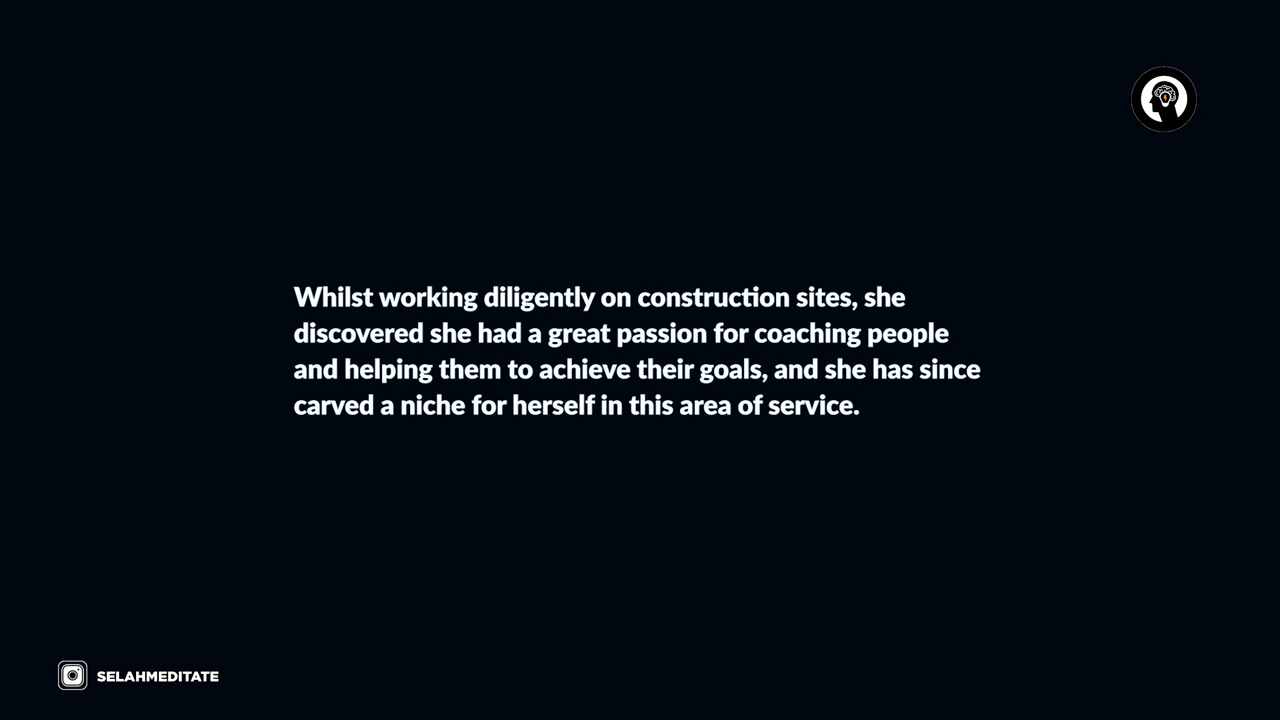 Whilst working diligently on construction sites, she
discovered she had a great passion for coaching people
and helping them to achieve their goals, and she has since
carved a niche for herself in this area of service.
SELAHMEDITATE